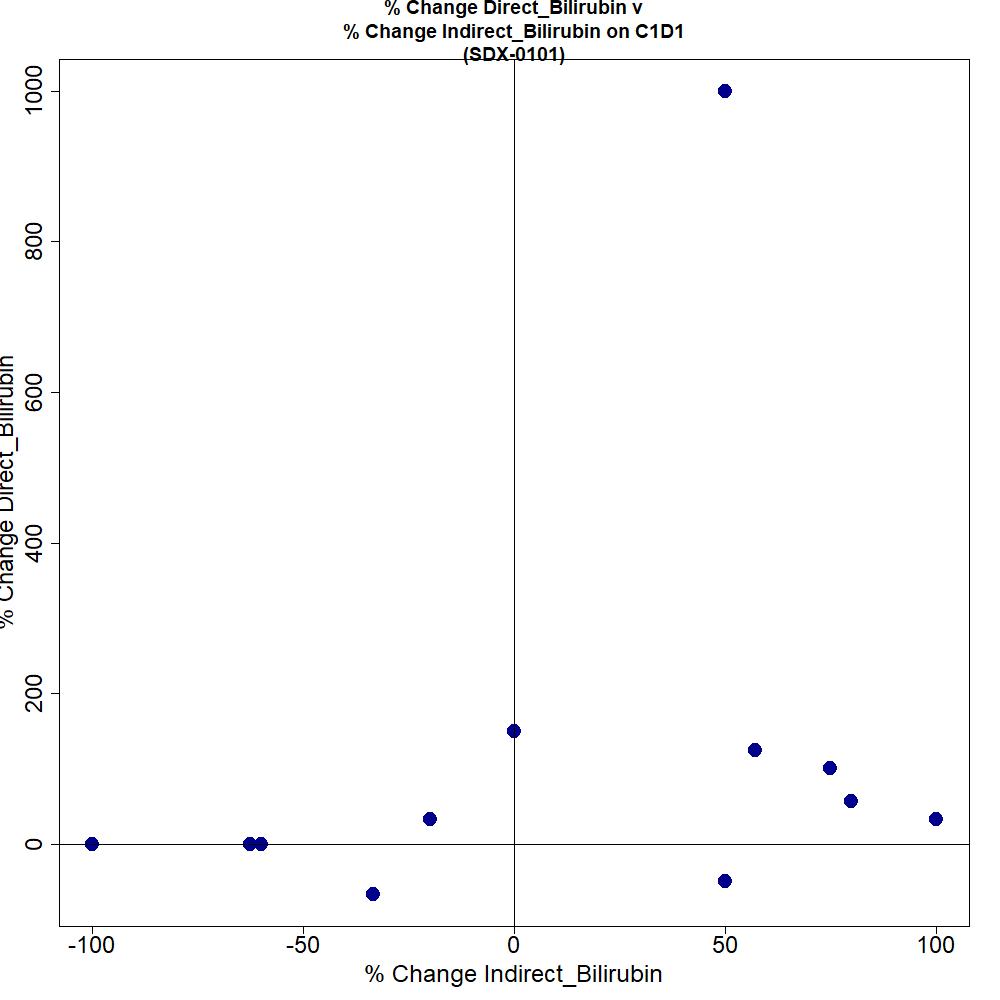 % Change Direct_Bilirubin v
% Change Indirect_Bilirubin on C1D1
(SDX-0101)
% Change Direct_Bilirubin
1000
800
600
400
200
0
-100
-50
0
50
100
% Change Indirect_Bilirubin